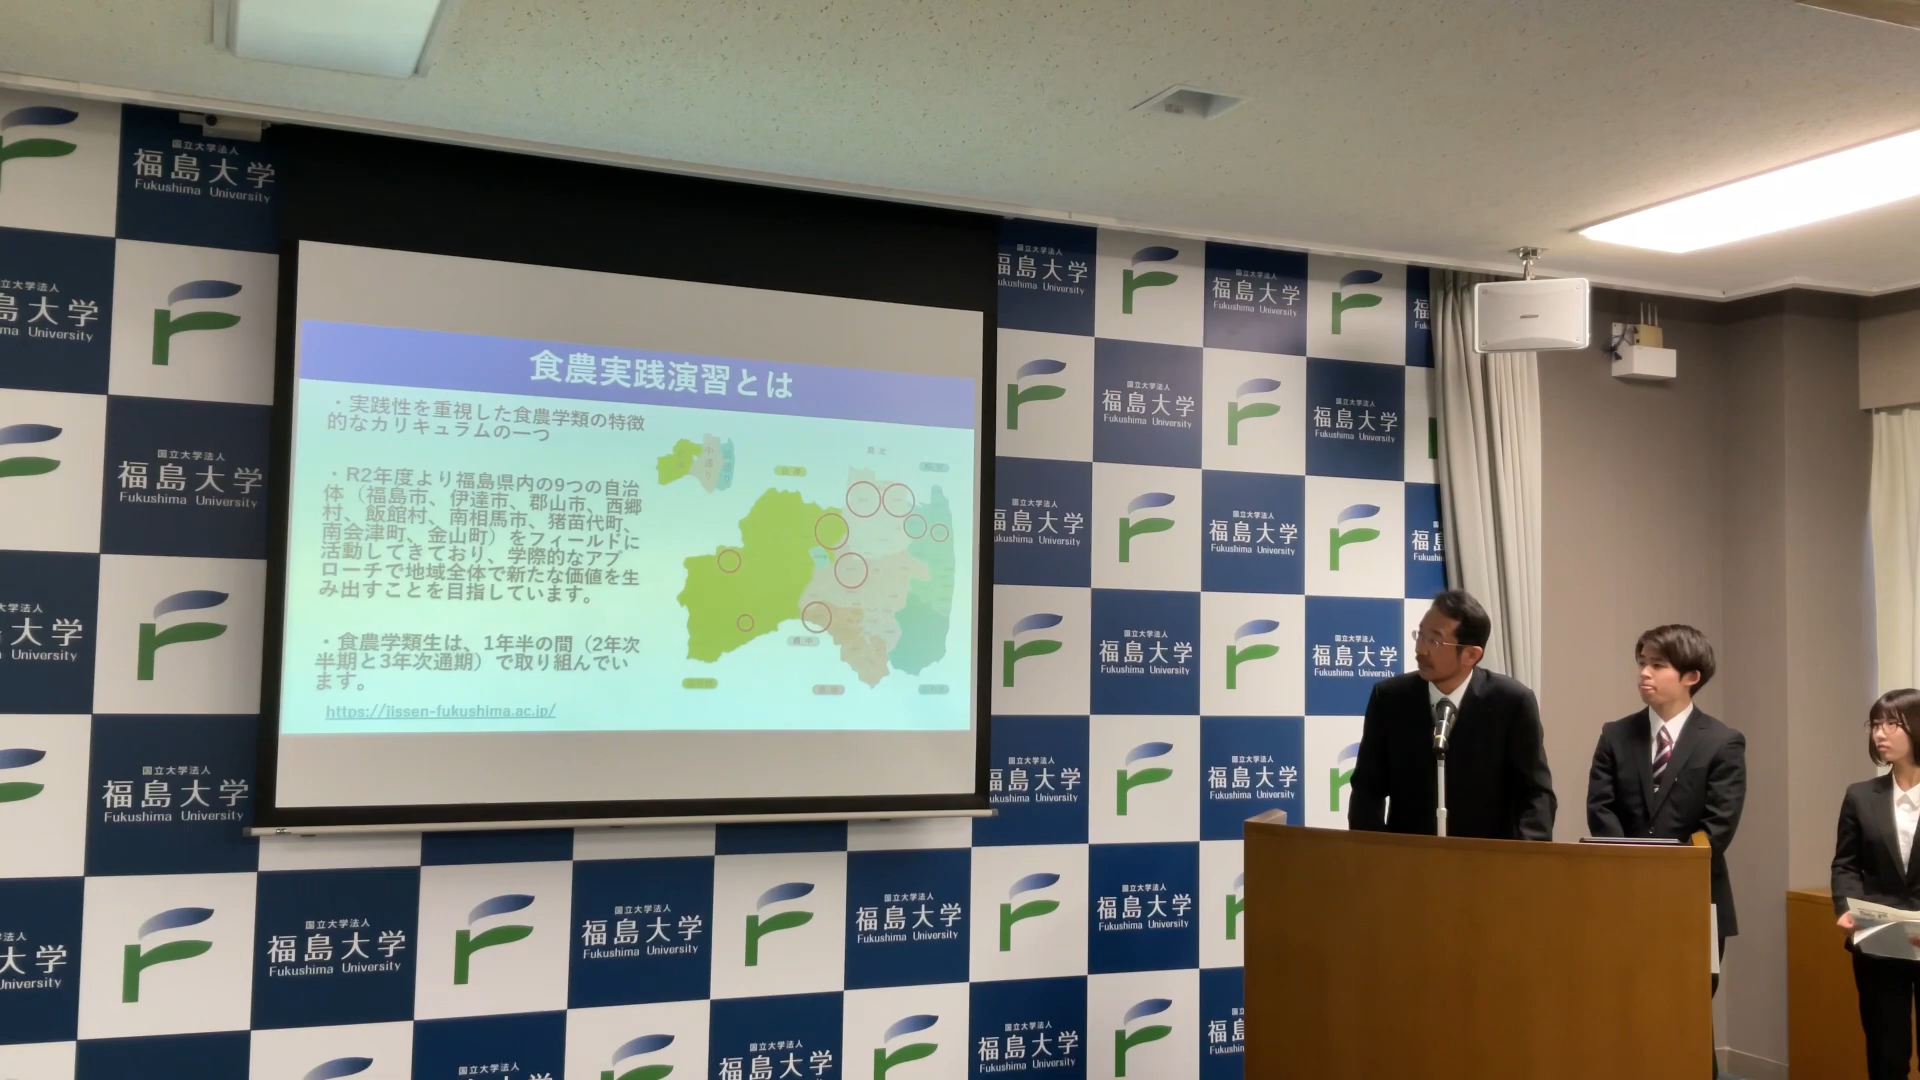 食農実践演習とは
・実践性を重視した食農学類の特徴
的なカリキュラムの一つ
・R2年度より福島県内の9つの自治
体（福島市、伊達市、郡山市、西郷
村、飯館村、南相馬市、猪苗代町、
南会津町、金山町）をフィールドに
活動してきており、学際的なアプ
ローチで地域全体で新たな価値を生
み出すことを目指しています。
・食農学類生は、1年半の間（2年次
半期と3年次通期）で取り組んでい
ます。
https://jissen-fukushima.ac.jp/
中通り
県北
県中
国立大学法人
福島大学
Fukushima University